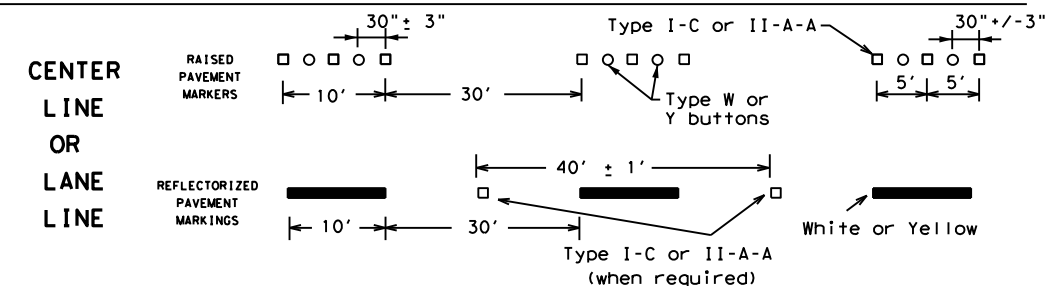 CENTER
LINE
OR
LANE
LINE
RAISED
PAVEMENT
MARKERS
30"± 3"
10'
30'
Type I-C or II-A-A
Type W or
Y buttons
30"+/-3"
5'
5'
REFLECTORIZED
PAVEMENT
MARKINGS
10'
30'
40' ± 1'
Type I-C or II-A-A
(when required)
White or Yellow